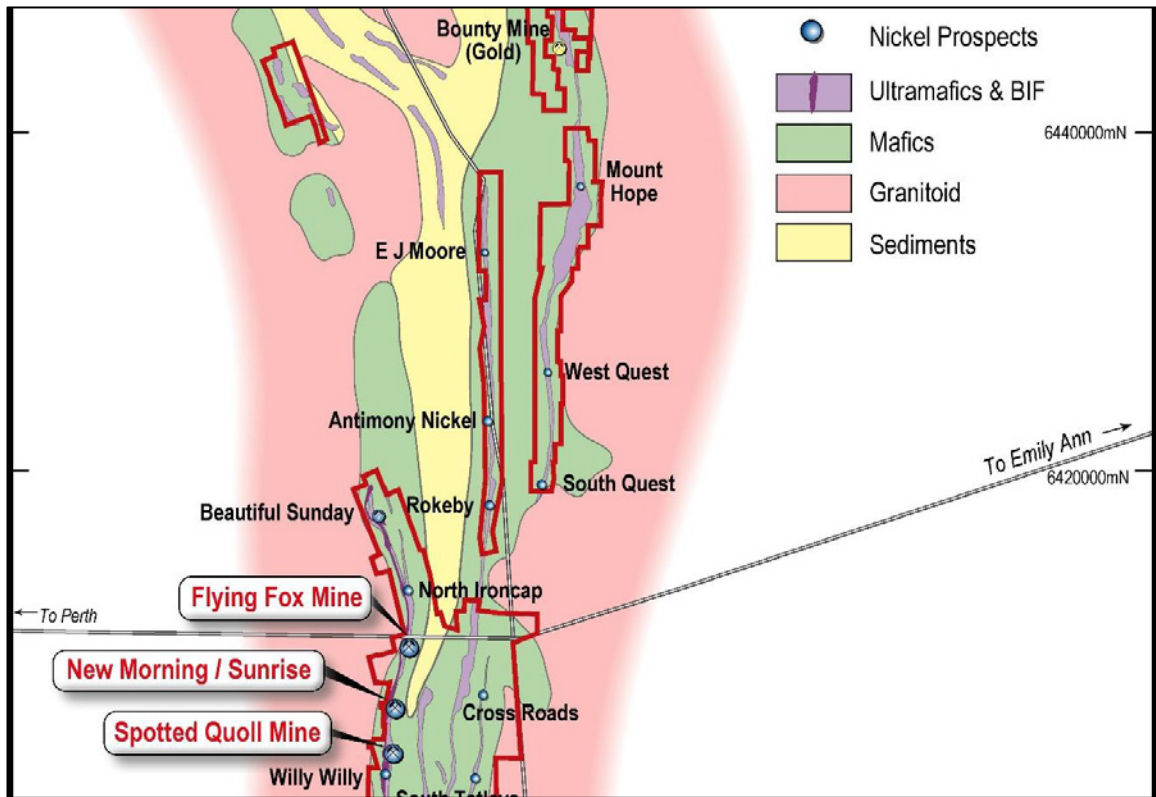 Bounty Mine
(Gold)
Nickel Prospects
Ultramafics & BIF
6440000mN
Mafics
Mount
Hope
Granitoid
E J Moore
Sediments
West Quest
Antimony Nickel
To Emily Ann
6420000mN
South Quest
Rokeby
Beautiful Sunday
North Ironcap
Flying Fox Mine
To Perth
New Morning / Sunrise
Cross Roads
Spotted Quoll Mine
Willy Willy
South